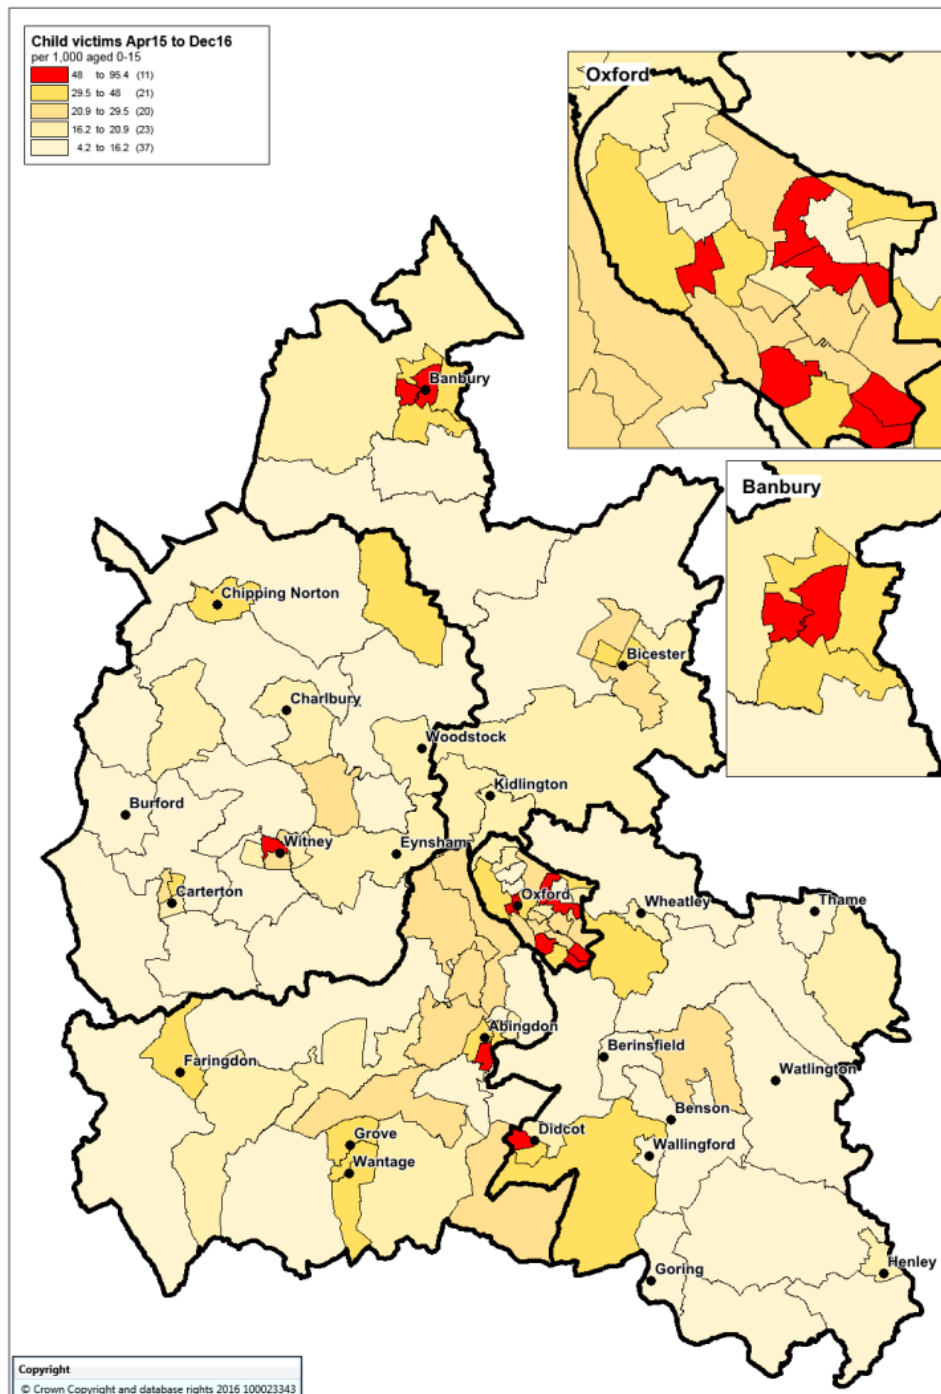 Child victims Apr15 to Dec16
per 1,000 aged 0-15
48 to 95.4 (11)
29.5 to 48 (21)
20.9 to 29.5 (20)
16.2 to 20.9 (23)
4.2 to 16.2 (37)
Oxford
Banbury
Banbury
Chipping Norton
Bicester
Charlbury
Woodstock
Kidlington
Burford
Witney
Eynsham
Carterton
Oxford
Wheatley
Thame
Abingdon
Berinsfield
Faringdon
Watlington
Benson
Didcot
Grove
Wallingford
Wantage
Henley
Goring
Copyright
© Crown Copyright and database rights 2016 100023343